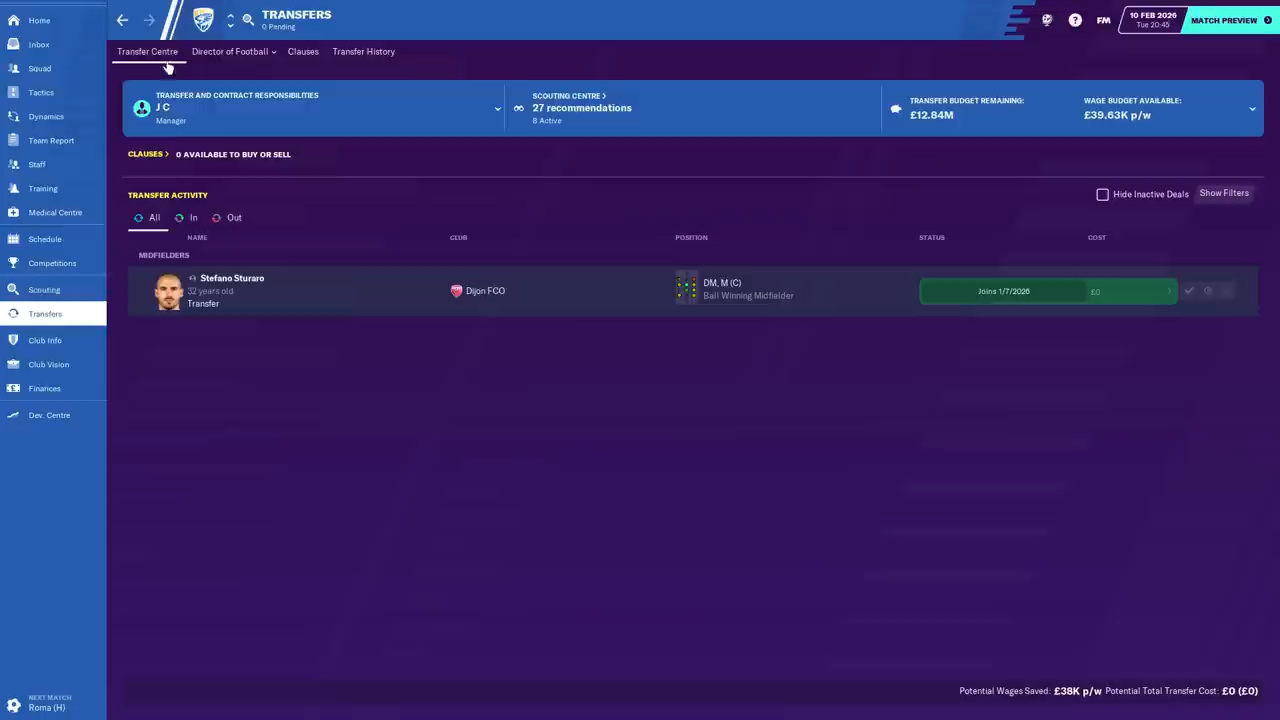 Home
Inbox
Squad
Tactics
Dynamics
Team Report
Staff
Training
Medical Centre
Schedule
Competitions
Scouting
Transfers
Club Info
Club Vision
Finances
Dev. Centre
NEXT MATCH
Roma (H)
TRANSFERS
0 Pending
?
FM
10 FEB 2026
Tue 20:45
MATCH PREVIEW
Transfer Centre
Director of Football
Clauses
Transfer History
TRANSFER AND CONTRACT RESPONSIBILITIES
J C
Manager
SCOUTING CENTRE >
27 recommendations
8 Active
TRANSFER BUDGET REMAINING:
£12.84M
WAGE BUDGET AVAILABLE:
£39.63K p/w
CLAUSES > 0 AVAILABLE TO BUY OR SELL
TRANSFER ACTIVITY
Hide Inactive Deals
Show Filters
All
In
Out
NAME CLUB POSITION STATUS COST
MIDFIELDERS
Stefano Sturaro
32 years old
Transfer
Dijon FCO
DM, M (C)
Ball Winning Midfielder
Joins 1/7/2026
£0
Potential Wages Saved: £38K p/w Potential Total Transfer Cost: £0 (£0)